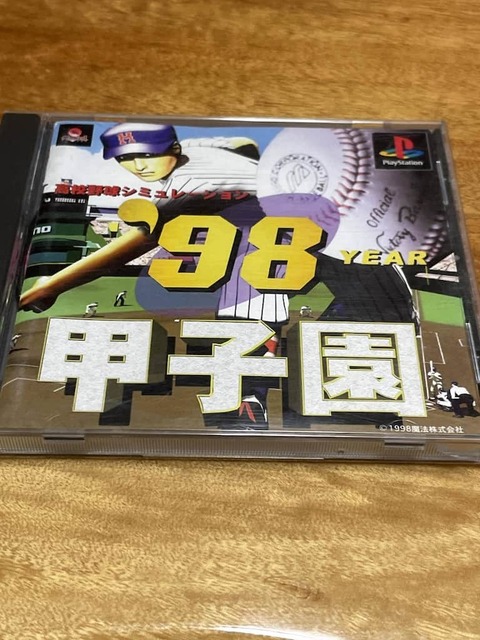 H
PlayStation
高校野球シミュレーション
Official
'98
YEAR
甲子園
©1998魔法株式会社